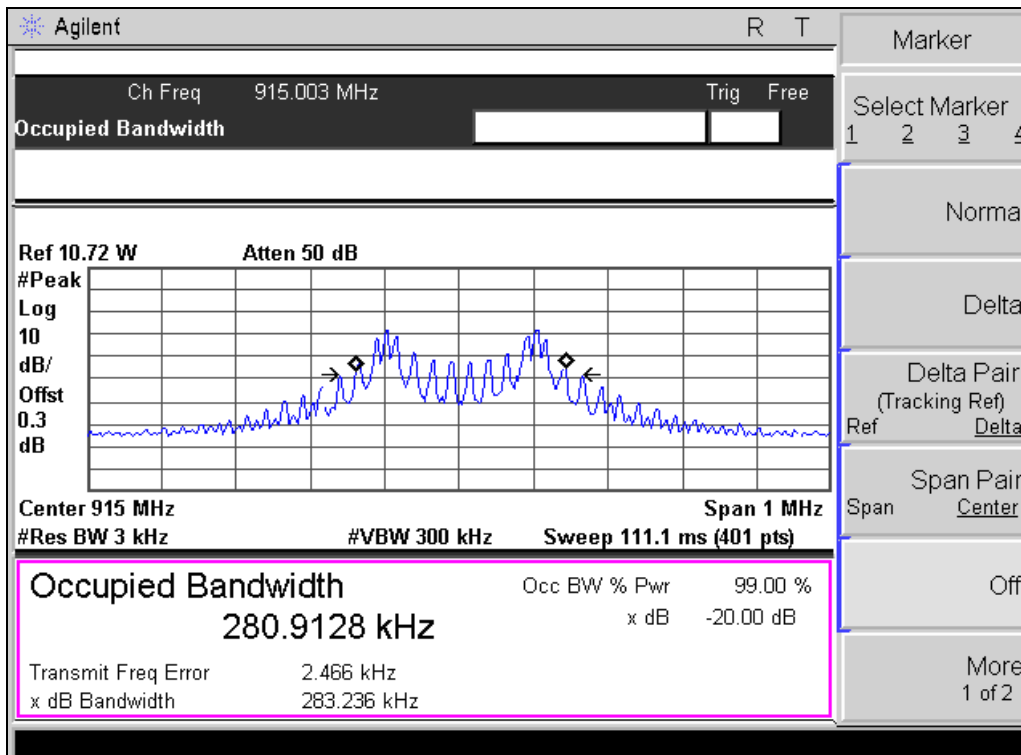 Agilent R T
Ch Freq 915.003 MHz Trig Free
Occupied Bandwidth
Ref 10.72 W Atten 50 dB
#Peak
Log
10
dB/
Offst
0.3
dB
Center 915 MHz Span 1 MHz
#Res BW 3 kHz #VBW 300 kHz Sweep 111.1 ms (401 pts)
Occupied Bandwidth
280.9128 kHz
Occ BW % Pwr 99.00 %
x dB -20.00 dB
Transmit Freq Error 2.466 kHz
x dB Bandwidth 283.236 kHz
Marker
Select Marker
1 2 3 4
Norma
Delta
Delta Pair
(Tracking Ref)
Ref Delta
Span Pair
Span Center
Off
More
1 of 2